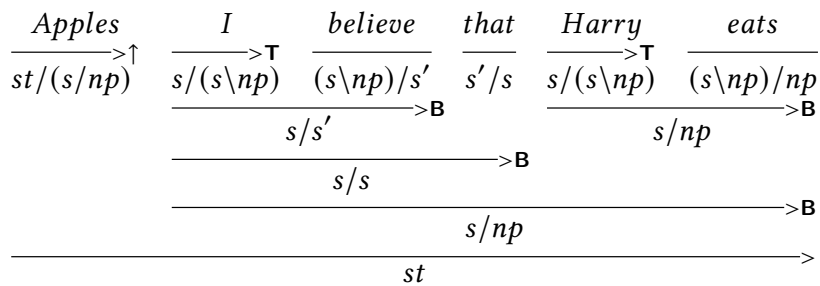 Apples I believe that Harry eats
>↑ >T >T
st/(s/np) s/(s\np) (s\np)/s′ s′/s s/(s\np) (s\np)/np
>B >B
s/s′ s/np
>B
s/s
>B
s/np
>
st